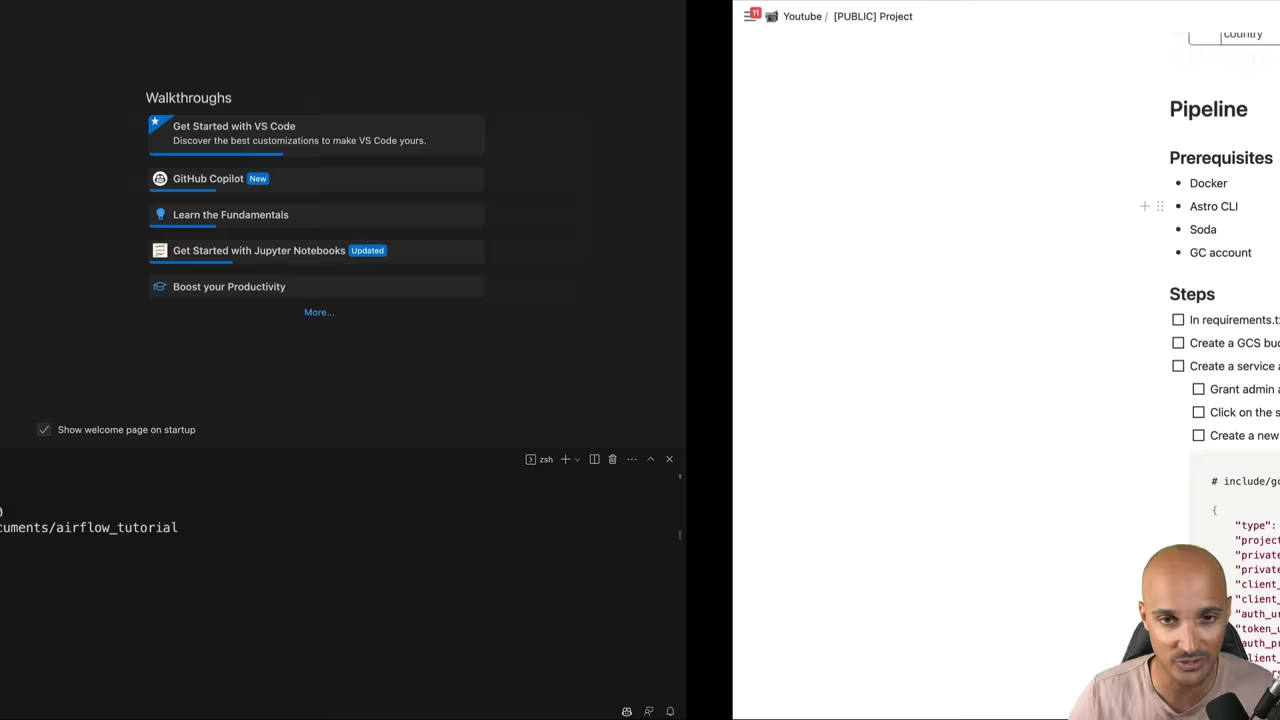 Walkthroughs
Get Started with VS Code
Discover the best customizations to make VS Code yours.
GitHub Copilot New
Learn the Fundamentals
Get Started with Jupyter Notebooks Updated
Boost your Productivity
More...
Show welcome page on startup
zsh
cuments/airflow_tutorial
11
Youtube / [PUBLIC] Project
country
Pipeline
Prerequisites
Docker
Astro CLI
Soda
GC account
Steps
In requirements.tx
Create a GCS buc
Create a service a
Grant admin a
Click on the s
Create a new
# include/gc
{
"type":
"project
"private
"private
"client_
"client_
"auth_ur
"token_u
auth_pr
lient_